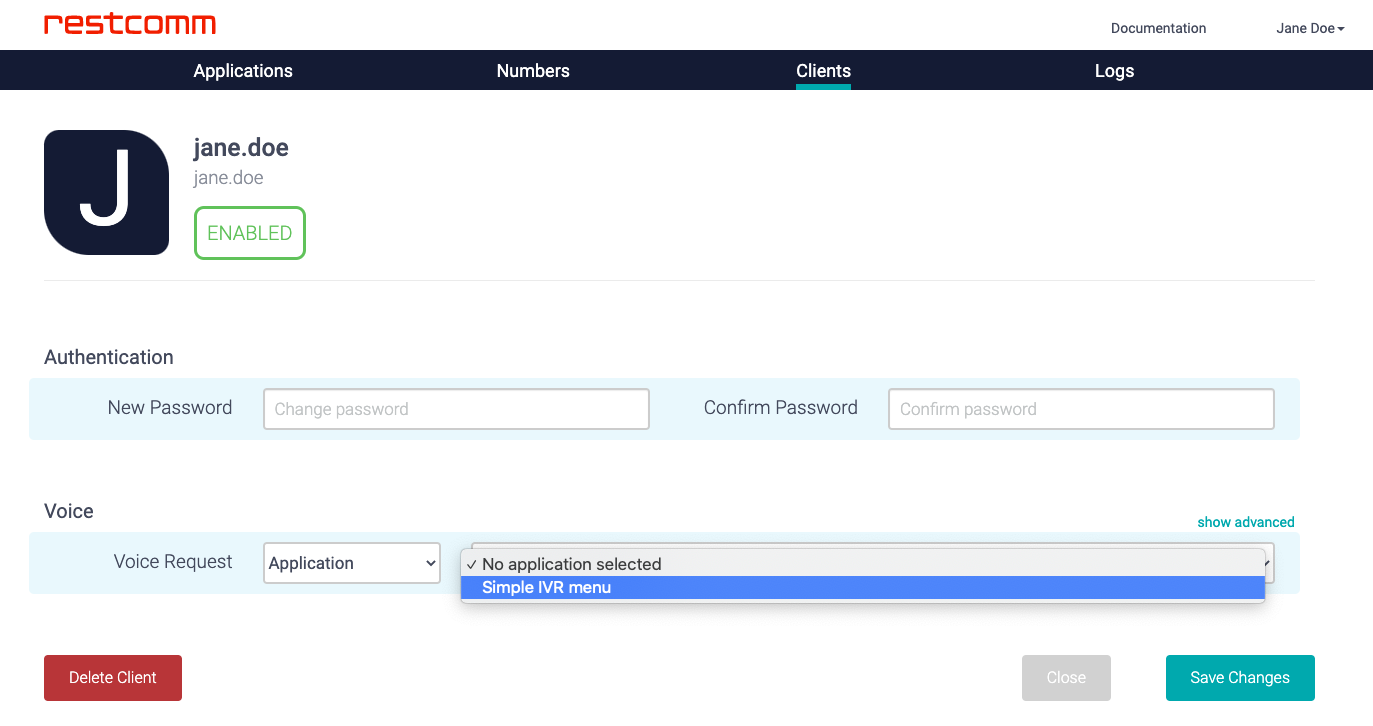 restcomm
Documentation
Jane Doe
Applications
Numbers
Clients
Logs
J
jane.doe
jane.doe
ENABLED
Authentication
New Password
Change password
Confirm Password
Confirm password
Voice
show advanced
Voice Request
Application
✓ No application selected
Simple IVR menu
Delete Client
Close
Save Changes